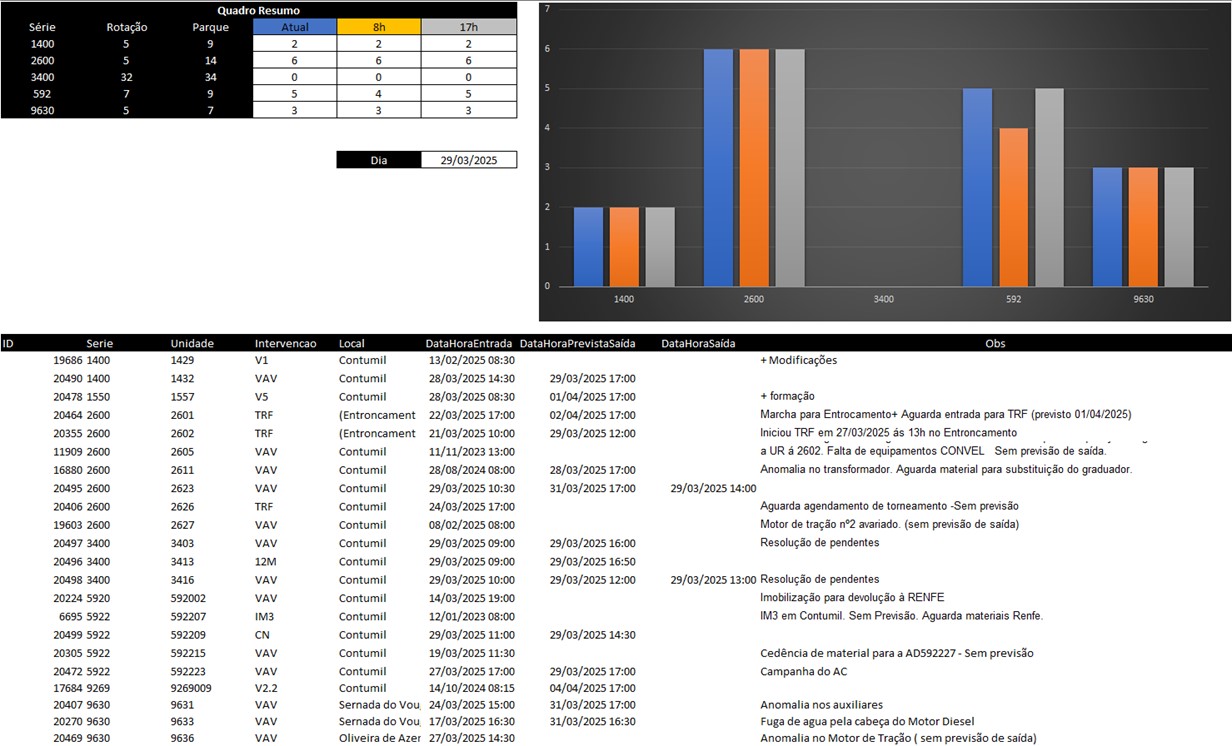 Quadro Resumo
Série Rotação Parque Atual 8h 17h
1400 5 9 2 2 2
2600 5 14 6 6 6
3400 32 34 0 0 0
592 7 9 5 4 5
9630 5 7 3 3 3
Dia 29/03/2025
7
6
5
4
3
2
1
0
1400 2600 3400 592 9630
ID Serie Unidade Intervencao Local DataHoraEntrada DataHoraPrevistaSaída DataHoraSaída Obs
19686 1400 1429 V1 Contumil 13/02/2025 08:30 + Modificações
20490 1400 1432 VAV Contumil 28/03/2025 14:30 29/03/2025 17:00
20478 1550 1557 V5 Contumil 28/03/2025 08:30 01/04/2025 17:00 + formação
20464 2600 2601 TRF (Entroncament 22/03/2025 17:00 02/04/2025 17:00 Marcha para Entrocamento+ Aguarda entrada para TRF (previsto 01/04/2025)
20355 2600 2602 TRF (Entroncament 21/03/2025 10:00 29/03/2025 12:00 Iniciou TRF em 27/03/2025 ás 13h no Entroncamento
11909 2600 2605 VAV Contumil 11/11/2023 13:00 a UR á 2602. Falta de equipamentos CONVEL Sem previsão de saída.
16880 2600 2611 VAV Contumil 28/08/2024 08:00 28/03/2025 17:00 Anomalia no transformador. Aguarda material para substituição do graduador.
20495 2600 2623 VAV Contumil 29/03/2025 10:30 31/03/2025 17:00 29/03/2025 14:00
20406 2600 2626 TRF Contumil 24/03/2025 17:00 Aguarda agendamento de torneamento -Sem previsão
19603 2600 2627 VAV Contumil 08/02/2025 08:00 Motor de tração nº2 avariado. (sem previsão de saída)
20497 3400 3403 VAV Contumil 29/03/2025 09:00 29/03/2025 16:00 Resolução de pendentes
20496 3400 3413 12M Contumil 29/03/2025 09:00 29/03/2025 16:50
20498 3400 3416 VAV Contumil 29/03/2025 10:00 29/03/2025 12:00 29/03/2025 13:00 Resolução de pendentes
20224 5920 592002 VAV Contumil 14/03/2025 19:00 Imobilização para devolução à RENFE
6695 5922 592207 IM3 Contumil 12/01/2023 08:00 IM3 em Contumil. Sem Previsão. Aguarda materiais Renfe.
20499 5922 592209 CN Contumil 29/03/2025 11:00 29/03/2025 14:30
20305 5922 592215 VAV Contumil 19/03/2025 11:30 Cedência de material para a AD592227 - Sem previsão
20472 5922 592223 VAV Contumil 27/03/2025 17:00 29/03/2025 17:00 Campanha do AC
17684 9269 9269009 V2.2 Contumil 14/10/2024 08:15 04/04/2025 17:00
20407 9630 9631 VAV Sernada do Vou 24/03/2025 15:00 31/03/2025 17:00 Anomalia nos auxiliares
20270 9630 9633 VAV Sernada do Vou 17/03/2025 16:30 31/03/2025 16:30 Fuga de agua pela cabeça do Motor Diesel
20469 9630 9636 VAV Oliveira de Azer 27/03/2025 14:30 Anomalia no Motor de Tração ( sem previsão de saída)